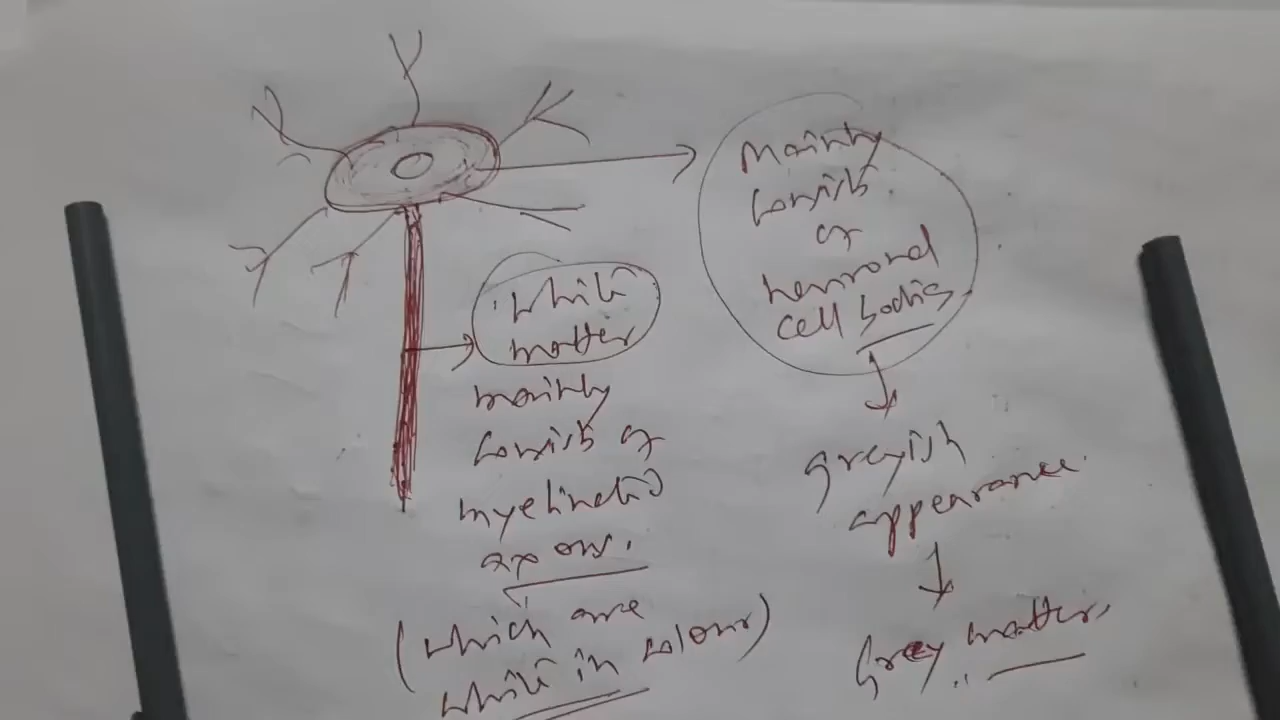 Mainly
consists
of
neuronal
cell bodies
greyish
appearance.
Grey matter.
White
matter
mainly
consists of
myelinated
axons.
(which are
white in colour)